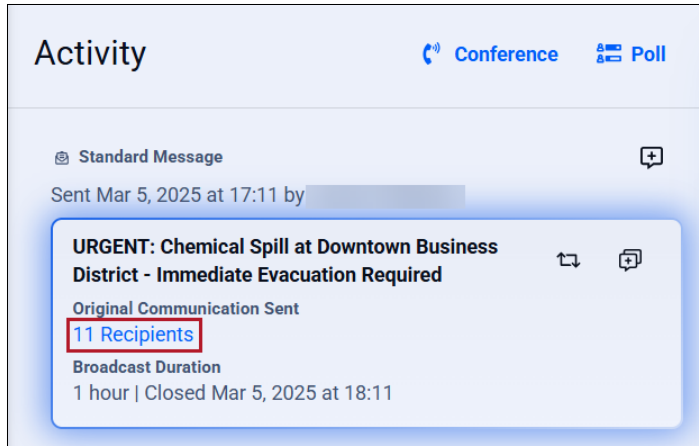 Activity
Conference
Poll
Standard Message
Sent Mar 5, 2025 at 17:11 by
URGENT: Chemical Spill at Downtown Business
District - Immediate Evacuation Required
Original Communication Sent
11 Recipients
Broadcast Duration
1 hour | Closed Mar 5, 2025 at 18:11